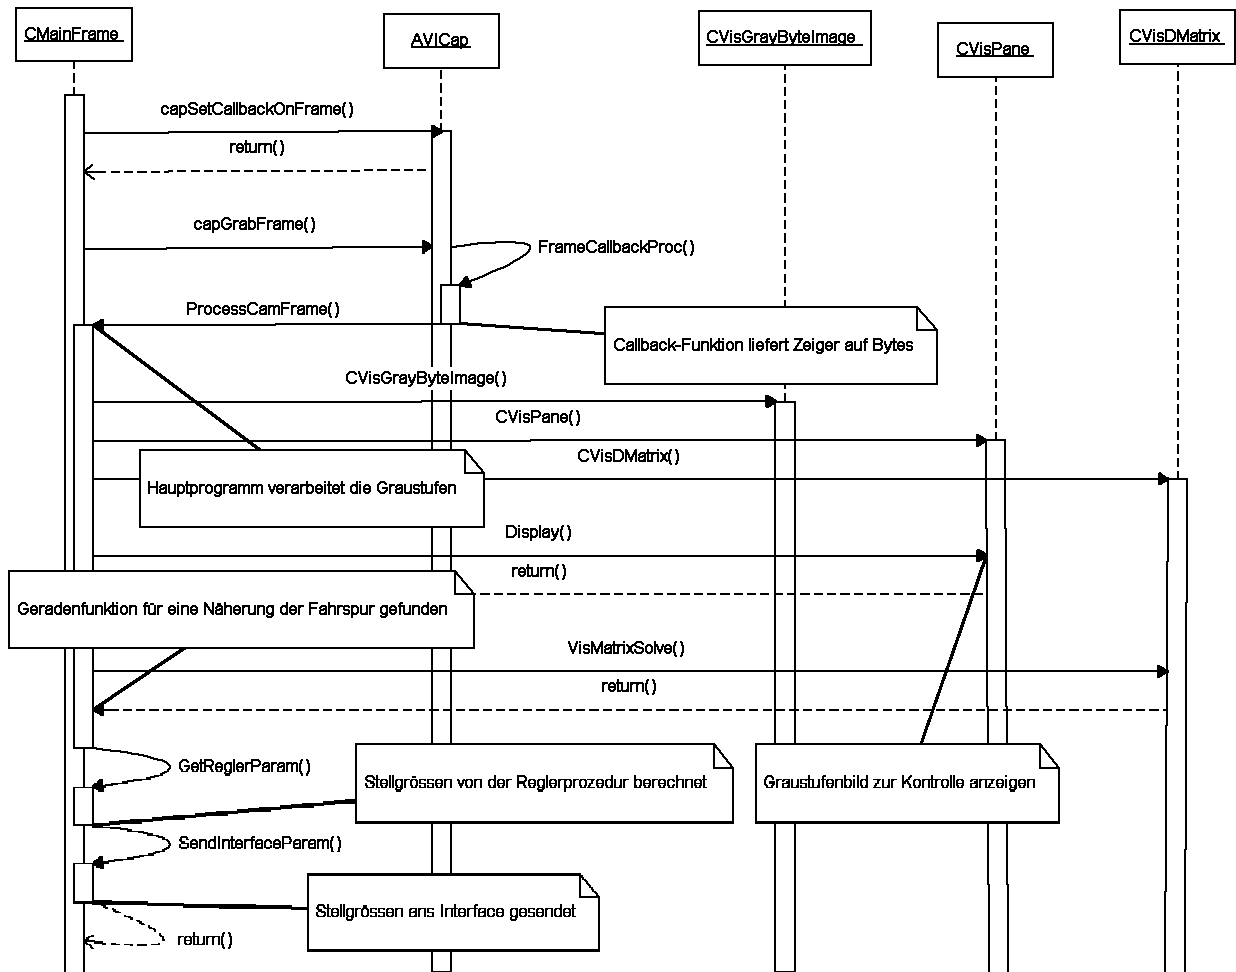 CMainFrame
AVICap
CVisGrayByteImage
CVisPane
CVisDMatrix
capSetCallbackOnFrame()
return()
capGrabFrame()
FrameCallbackProc()
ProcessCamFrame()
Callback-Funktion liefert Zeiger auf Bytes
CVisGrayByteImage()
CVisPane()
CVisDMatrix()
Hauptprogramm verarbeitet die Graustufen
Display()
return()
Geradenfunktion für eine Näherung der Fahrspur gefunden
VisMatrixSolve()
return()
GetReglerParam()
Stellgrössen von der Reglerprozedur berechnet
Graustufenbild zur Kontrolle anzeigen
SendInterfaceParam()
Stellgrössen ans Interface gesendet
return()